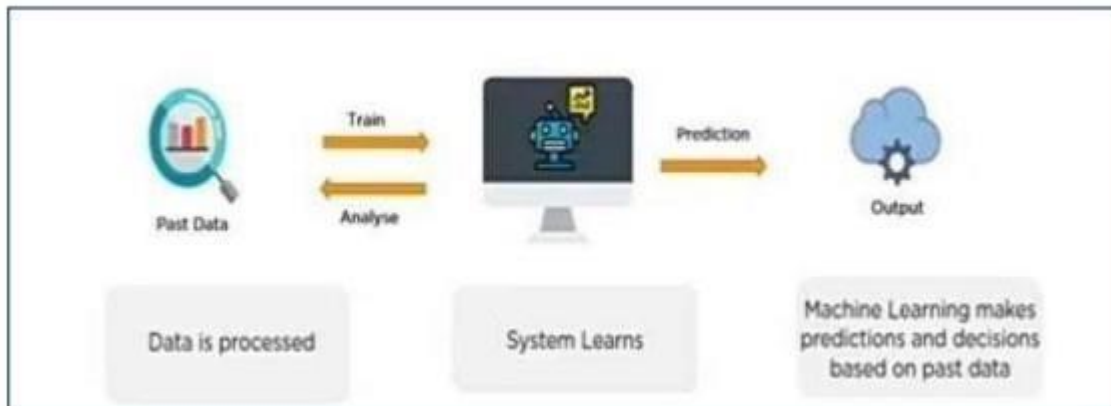 Train
Prediction
Past Data
Analyse
Output
Data is processed
System Learns
Machine Learning makes
predictions and decisions
based on past data